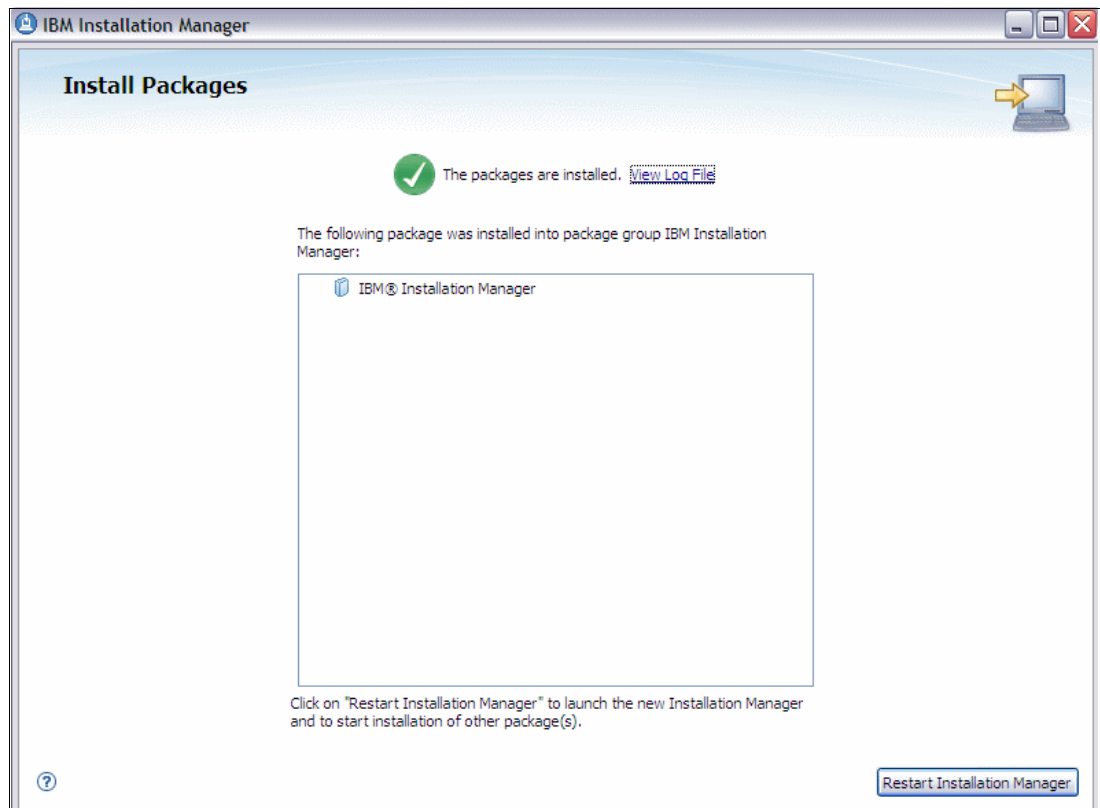 IBM Installation Manager
Install Packages
The packages are installed. View Log File
The following package was installed into package group IBM Installation
Manager:
IBM® Installation Manager
Click on "Restart Installation Manager" to launch the new Installation Manager
and to start installation of other package(s).
?
Restart Installation Manager